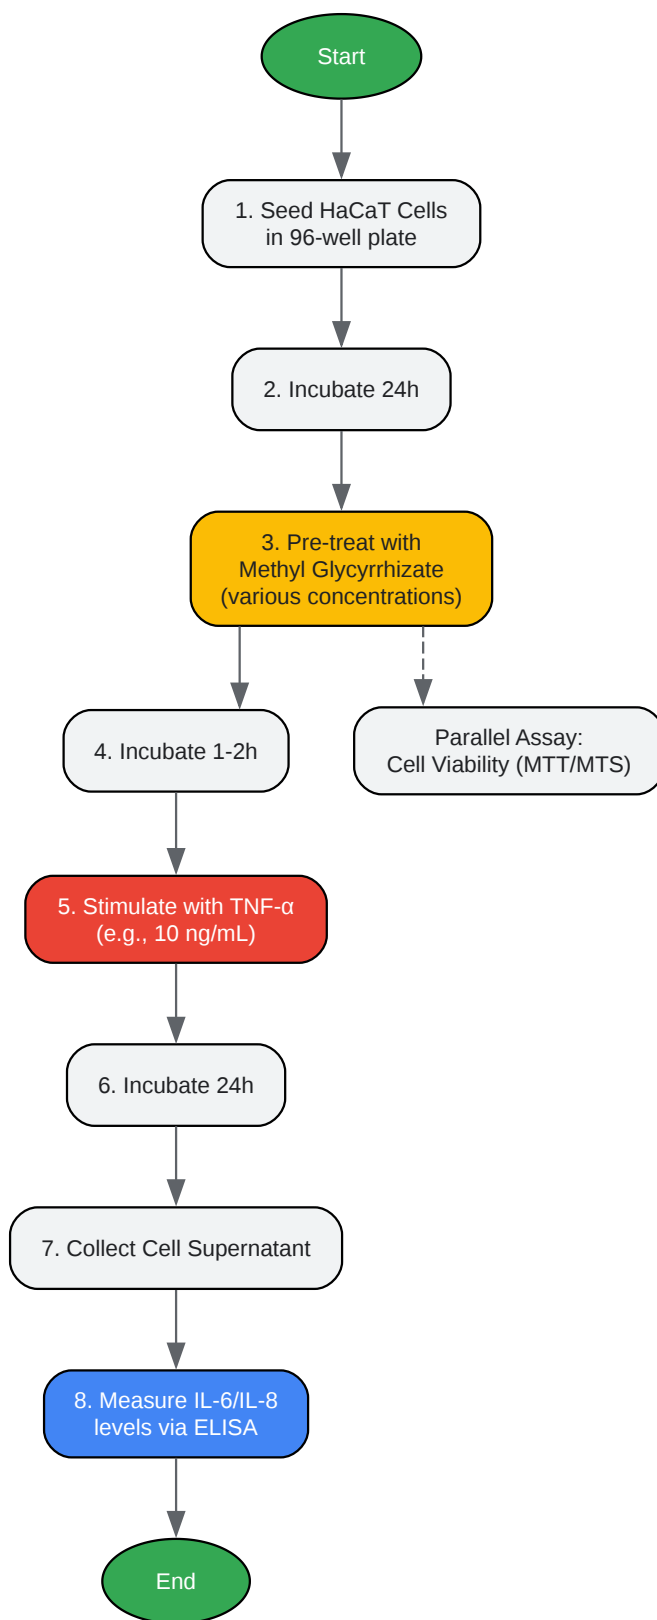 Start
1. Seed HaCaT Cells
in 96-well plate
2. Incubate 24h
3. Pre-treat with
Methyl Glycyrrhizate
(various concentrations)
4. Incubate 1-2h
Parallel Assay:
Cell Viability (MTT/MTS)
5. Stimulate with TNF-α
(e.g., 10 ng/mL)
6. Incubate 24h
7. Collect Cell Supernatant
8. Measure IL-6/IL-8
levels via ELISA
End